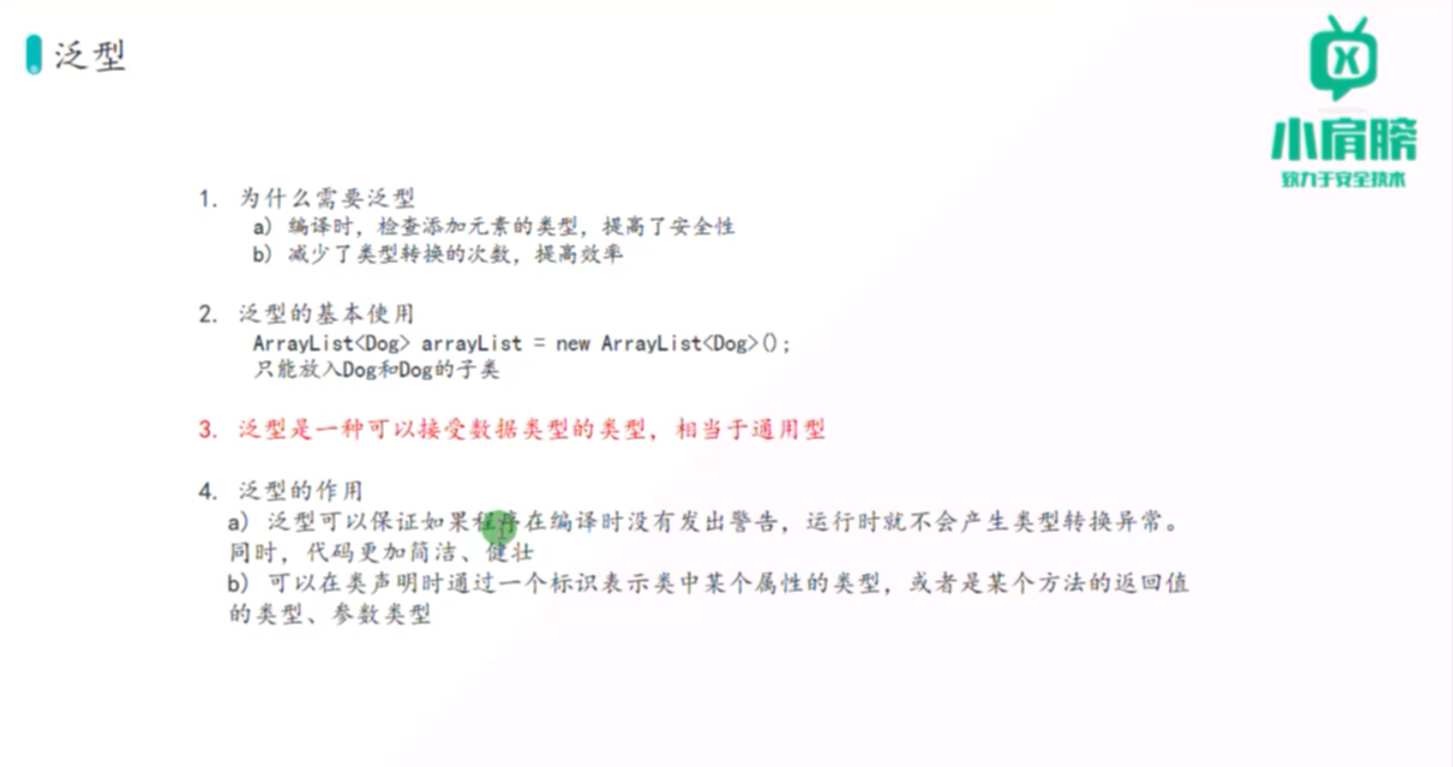 泛型
小肩膀
致力于安全技术
1. 为什么需要泛型
a) 编译时，检查添加元素的类型，提高了安全性
b) 减少了类型转换的次数，提高效率
2. 泛型的基本使用
ArrayList<Dog> arrayList = new ArrayList<Dog>();
只能放入Dog和Dog的子类
3. 泛型是一种可以接受数据类型的类型，相当于通用型
4. 泛型的作用
a) 泛型可以保证如果程序在编译时没有发出警告，运行时就不会产生类型转换异常。
同时，代码更加简洁、健壮
b) 可以在类声明时通过一个标识表示类中某个属性的类型，或者是某个方法的返回值
的类型、参数类型